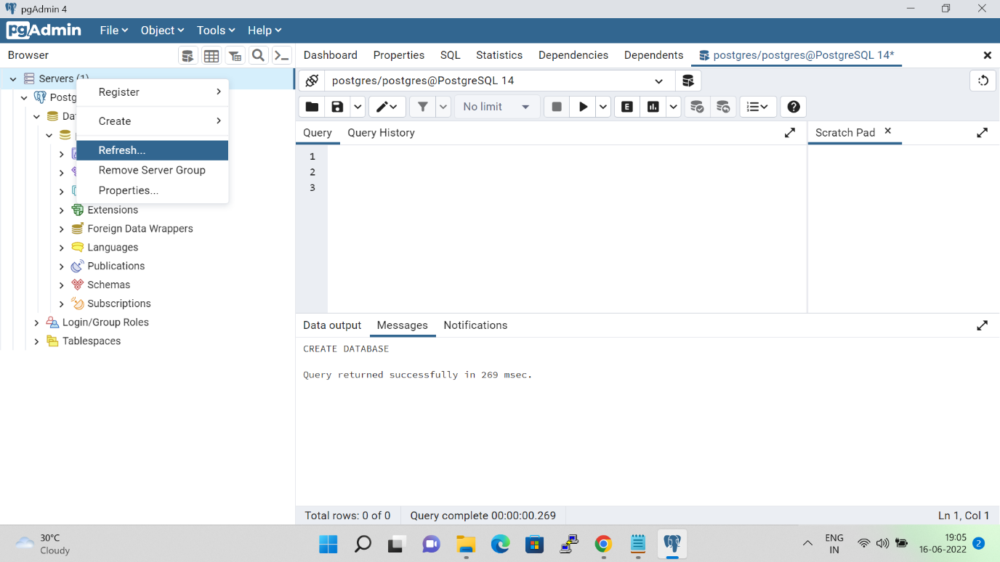 pgAdmin 4
pgAdmin
File
Object
Tools
Help
Browser
Dashboard
Properties
SQL
Statistics
Dependencies
Dependents
postgres/postgres@PostgreSQL 14*
Servers (1)
Postg
Dat
Extensions
Foreign Data Wrappers
Languages
Publications
Schemas
Subscriptions
Login/Group Roles
Tablespaces
Register
Create
Refresh...
Remove Server Group
Properties...
postgres/postgres@PostgreSQL 14
No limit
E
Query
Query History
Scratch Pad
1
2
3
Data output
Messages
Notifications
CREATE DATABASE
Query returned successfully in 269 msec.
Total rows: 0 of 0
Query complete 00:00:00.269
Ln 1, Col 1
30°C
Cloudy
ENG
IN
19:05
16-06-2022
2